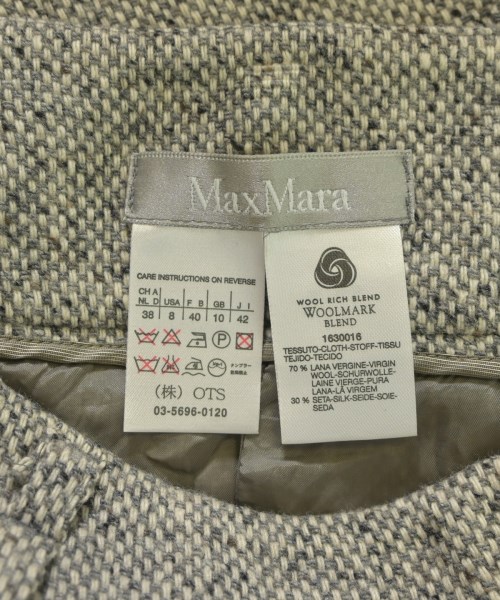 MaxMara
CARE INSTRUCTIONS ON REVERSE
CH A
NL D USA F B GB J I
38 8 40 10 42
P
(株) OTS
03-5696-0120
WOOL RICH BLEND
WOOLMARK
BLEND
1630016
TESSUTO-CLOTH-STOFF-TISSU
TEJIDO-TECIDO
70 % LANA VERGINE-VIRGIN
WOOL-SCHURWOLLE-
LAINE VIERGE-PURA
LANA-LÃ VIRGEM
30 % SETA-SILK-SEIDE-SOIE-
SEDA